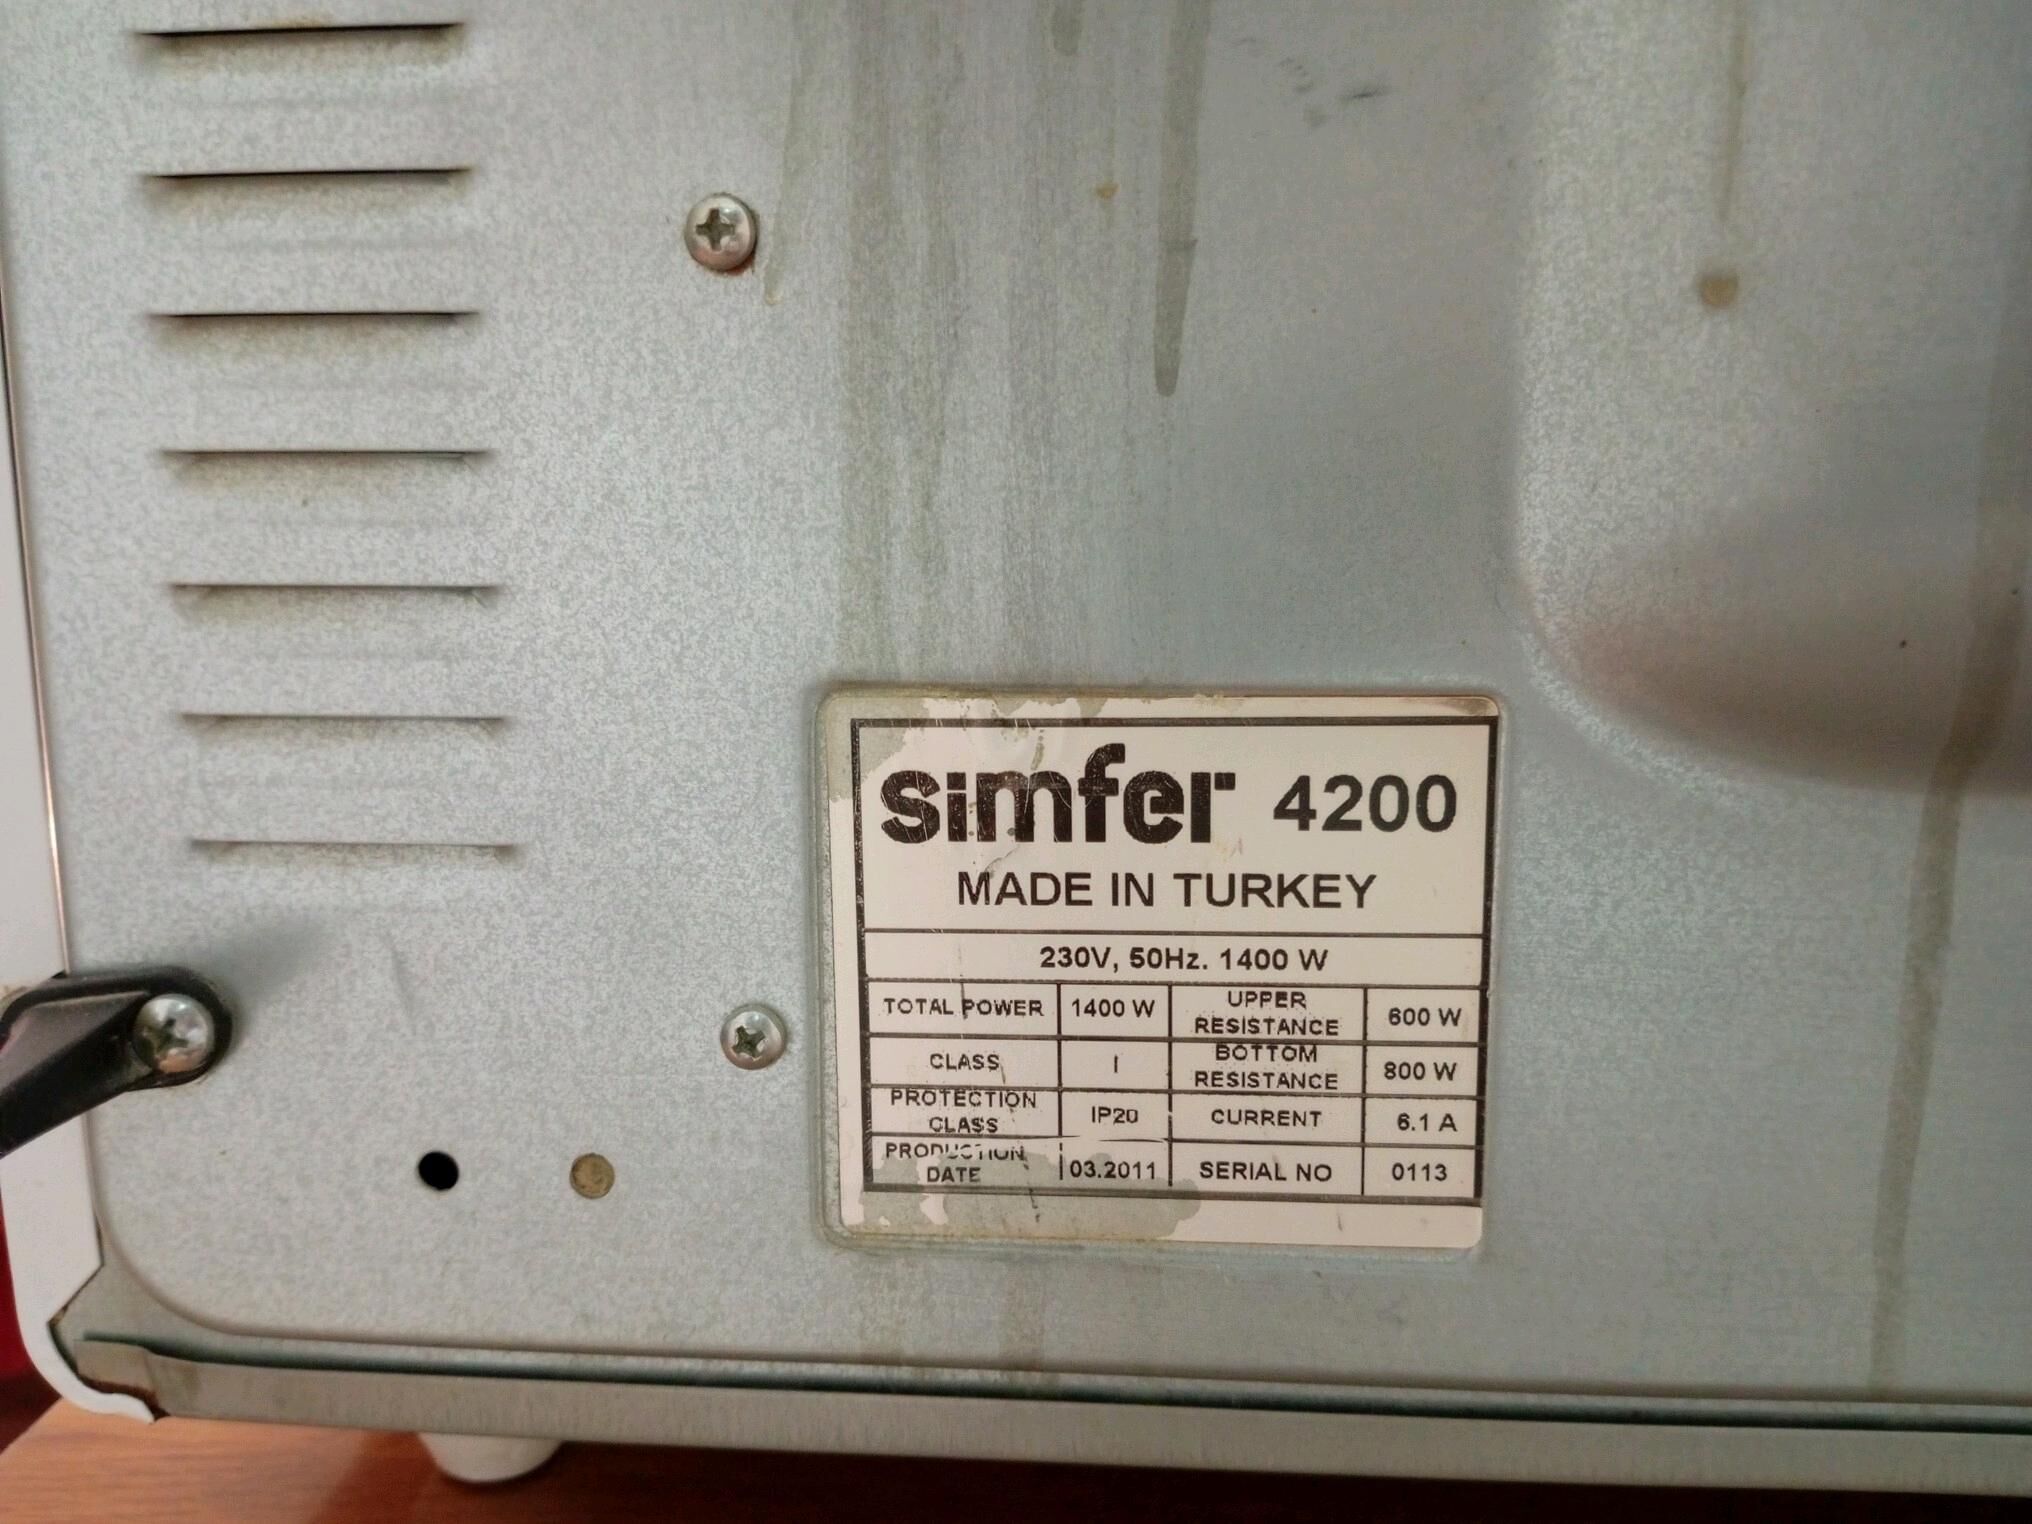 simfer 4200
MADE IN TURKEY
230V, 50Hz. 1400 W
TOTAL POWER 1400 W UPPER RESISTANCE 600 W
CLASS I BOTTOM RESISTANCE 800 W
PROTECTION CLASS IP20 CURRENT 6.1 A
PRODUCTION DATE 03.2011 SERIAL NO 0113